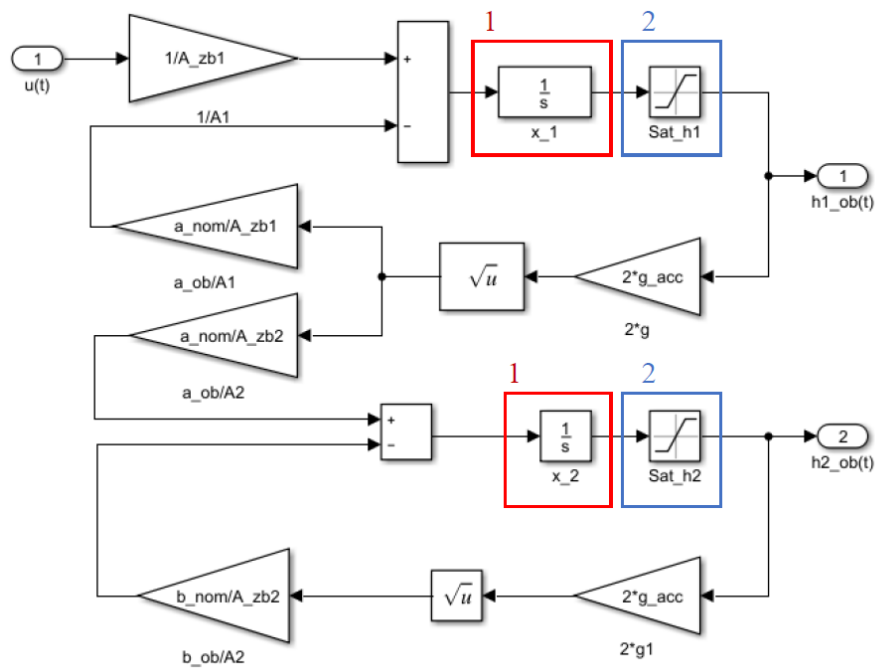 1
2
1
u(t)
1/A_zb1
1/A1
+
−
1/s
x_1
Sat_h1
1
h1_ob(t)
a_nom/A_zb1
a_ob/A1
√u
2*g_acc
2*g
a_nom/A_zb2
a_ob/A2
1
2
+
−
1/s
x_2
Sat_h2
2
h2_ob(t)
b_nom/A_zb2
b_ob/A2
√u
2*g_acc
2*g1